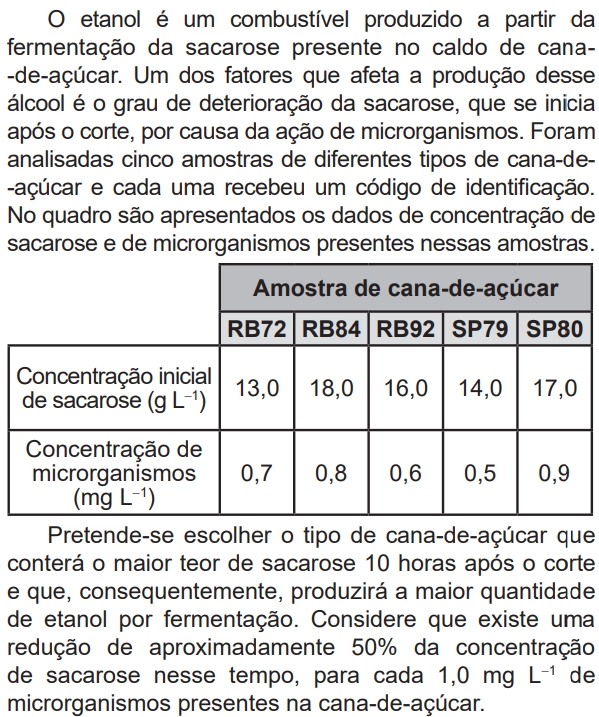 O etanol é um combustível produzido a partir da
fermentação da sacarose presente no caldo de cana-
-de-açúcar. Um dos fatores que afeta a produção desse
álcool é o grau de deterioração da sacarose, que se inicia
após o corte, por causa da ação de microrganismos. Foram
analisadas cinco amostras de diferentes tipos de cana-de-
-açúcar e cada uma recebeu um código de identificação.
No quadro são apresentados os dados de concentração de
sacarose e de microrganismos presentes nessas amostras.
Amostra de cana-de-açúcar
RB72 RB84 RB92 SP79 SP80
Concentração inicial
de sacarose (g L⁻¹) 13,0 18,0 16,0 14,0 17,0
Concentração de
microrganismos 0,7 0,8 0,6 0,5 0,9
(mg L⁻¹)
Pretende-se escolher o tipo de cana-de-açúcar que
conterá o maior teor de sacarose 10 horas após o corte
e que, consequentemente, produzirá a maior quantidade
de etanol por fermentação. Considere que existe uma
redução de aproximadamente 50% da concentração
de sacarose nesse tempo, para cada 1,0 mg L⁻¹ de
microrganismos presentes na cana-de-açúcar.